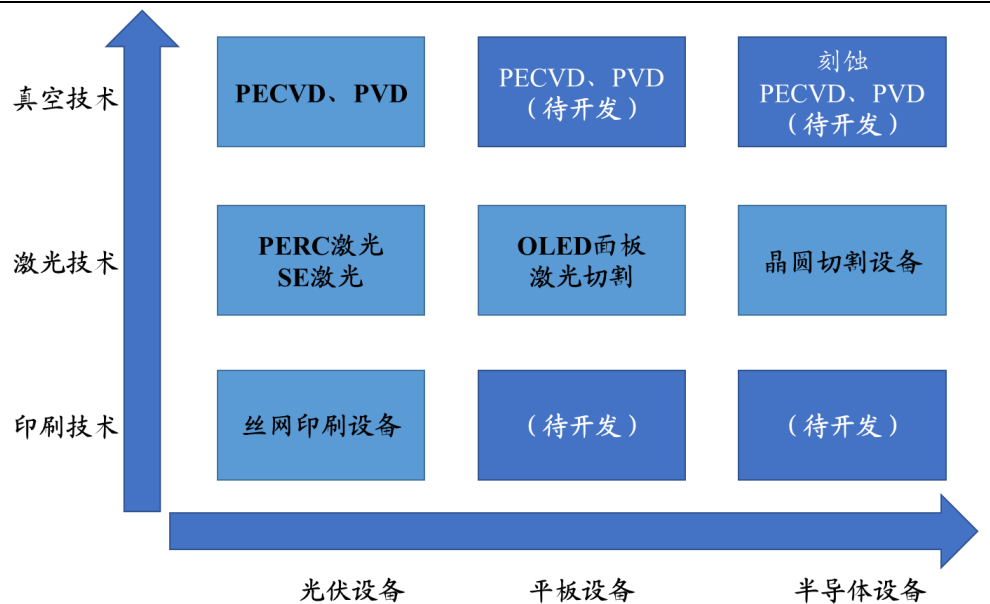 真空技术
PECVD、PVD
PECVD、PVD
（待开发）
刻蚀
PECVD、PVD
（待开发）
激光技术
PERC激光
SE激光
OLED面板
激光切割
晶圆切割设备
印刷技术
丝网印刷设备
（待开发）
（待开发）
光伏设备
平板设备
半导体设备